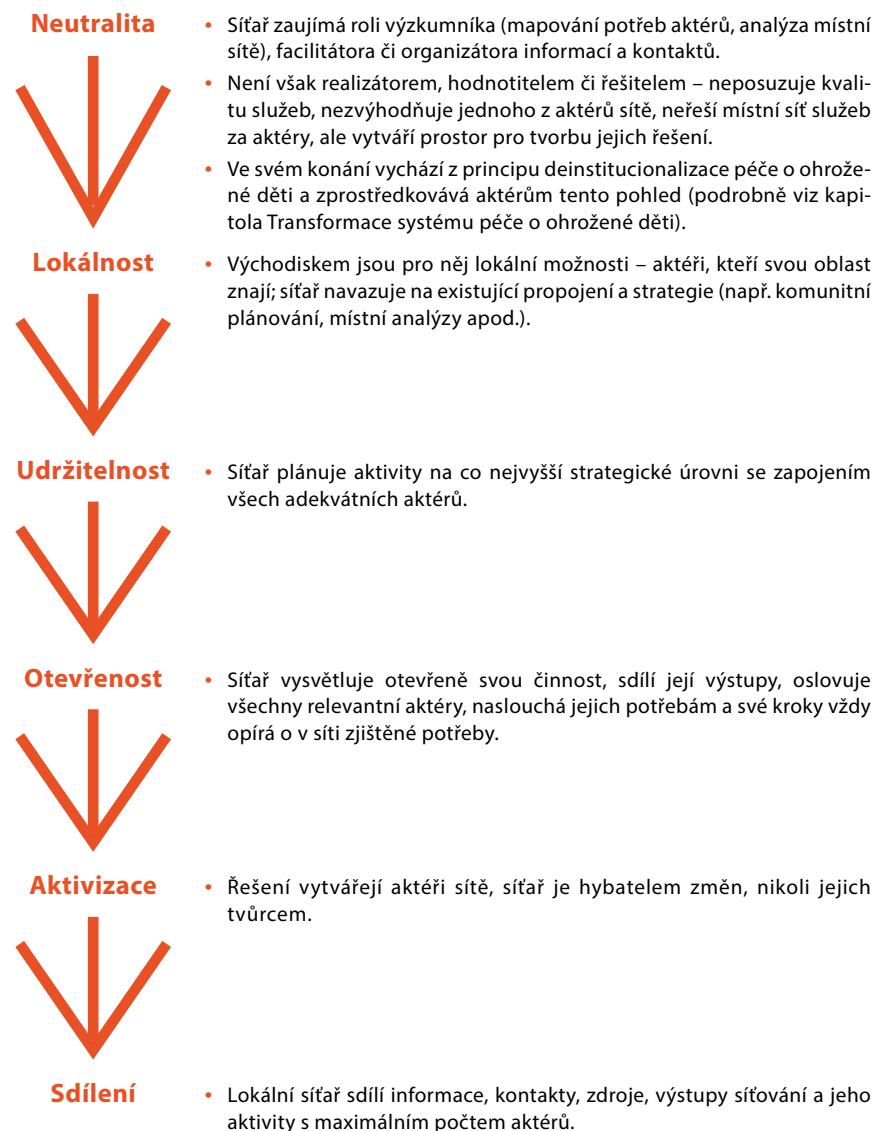 Neutralita
• Síťař zaujímá roli výzkumníka (mapování potřeb aktérů, analýza místní
sítě), facilitátora či organizátora informací a kontaktů.
• Není však realizátorem, hodnotitelem či řešitelem – neposuzuje kvali-
tu služeb, nezvýhodňuje jednoho z aktérů sítě, neřeší místní síť služeb
za aktéry, ale vytváří prostor pro tvorbu jejich řešení.
• Ve svém konání vychází z principu deinstitucionalizace péče o ohrože-
né děti a zprostředkovává aktérům tento pohled (podrobně viz kapi-
tola Transformace systému péče o ohrožené děti).
Lokálnost
• Východiskem jsou pro něj lokální možnosti – aktéři, kteří svou oblast
znají; síťař navazuje na existující propojení a strategie (např. komunitní
plánování, místní analýzy apod.).
Udržitelnost
• Síťař plánuje aktivity na co nejvyšší strategické úrovni se zapojením
všech adekvátních aktérů.
Otevřenost
• Síťař vysvětluje otevřeně svou činnost, sdílí její výstupy, oslovuje
všechny relevantní aktéry, naslouchá jejich potřebám a své kroky vždy
opírá o v síti zjištěné potřeby.
Aktivizace
• Řešení vytvářejí aktéři sítě, síťař je hybatelem změn, nikoli jejich
tvůrcem.
Sdílení
• Lokální síťař sdílí informace, kontakty, zdroje, výstupy síťování a jeho
aktivity s maximálním počtem aktérů.